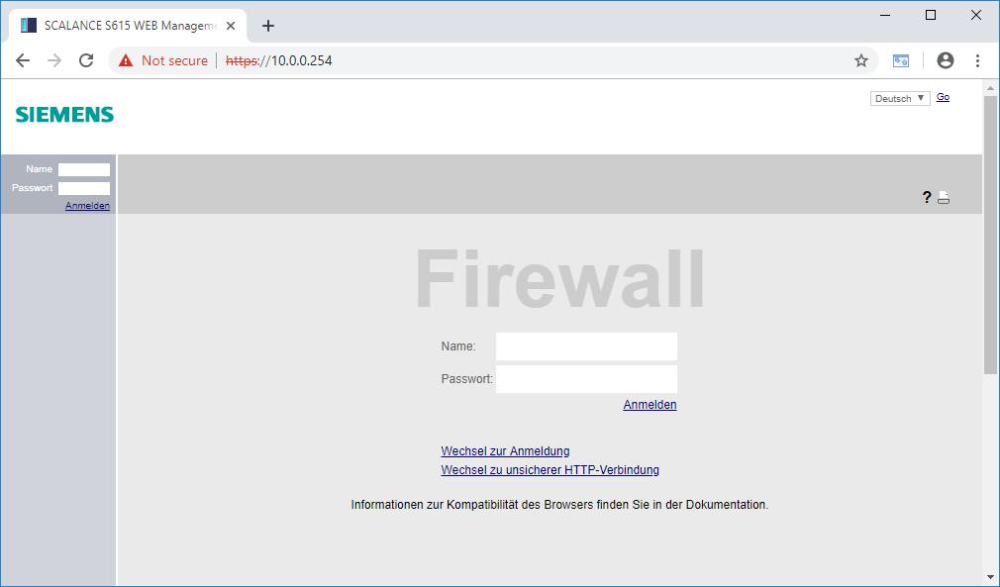 SCALANCE S615 WEB Manageme
Not secure https://10.0.0.254
SIEMENS
Deutsch Go
Name
Passwort
Anmelden
?
Firewall
Name:
Passwort:
Anmelden
Wechsel zur Anmeldung
Wechsel zu unsicherer HTTP-Verbindung
Informationen zur Kompatibilität des Browsers finden Sie in der Dokumentation.